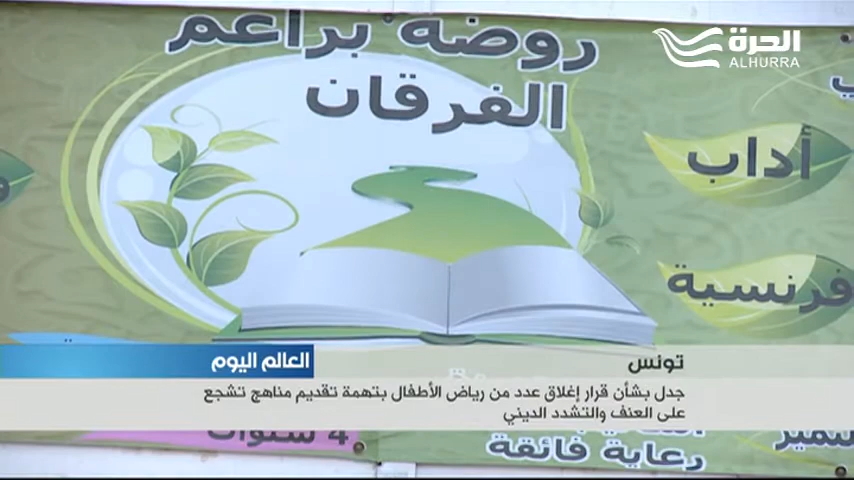 روضة براعم
الفرقان
الحرة
ALHURRA
أداب
فرنسية
تونس
العالم اليوم
جدل بشأن قرار إغلاق عدد من رياض الأطفال بتهمة تقديم مناهج تشجع
على العنف والتشدد الديني
4 سنوات
رعاية فائقة